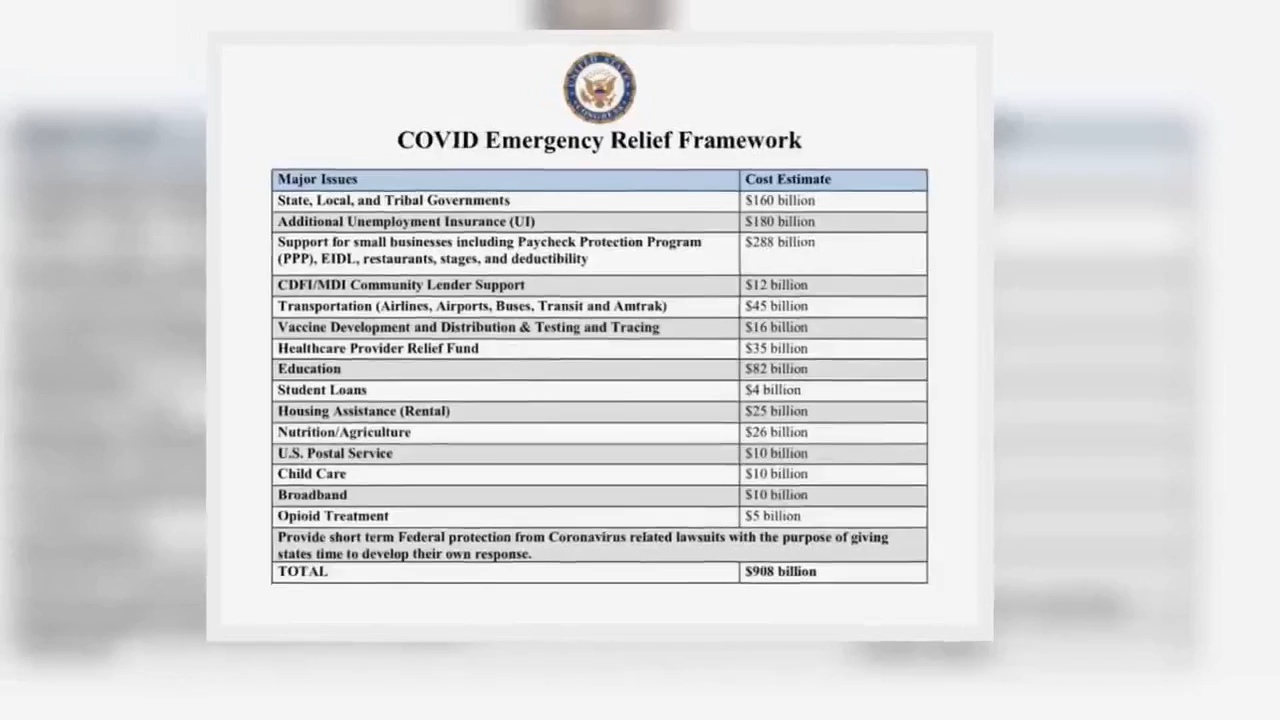 UNITED STATES
CONGRESS
COVID Emergency Relief Framework
Major Issues Cost Estimate
State, Local, and Tribal Governments $160 billion
Additional Unemployment Insurance (UI) $180 billion
Support for small businesses including Paycheck Protection Program $288 billion
(PPP), EIDL, restaurants, stages, and deductibility
CDFI/MDI Community Lender Support $12 billion
Transportation (Airlines, Airports, Buses, Transit and Amtrak) $45 billion
Vaccine Development and Distribution & Testing and Tracing $16 billion
Healthcare Provider Relief Fund $35 billion
Education $82 billion
Student Loans $4 billion
Housing Assistance (Rental) $25 billion
Nutrition/Agriculture $26 billion
U.S. Postal Service $10 billion
Child Care $10 billion
Broadband $10 billion
Opioid Treatment $5 billion
Provide short term Federal protection from Coronavirus related lawsuits with the purpose of giving
states time to develop their own response.
TOTAL $908 billion